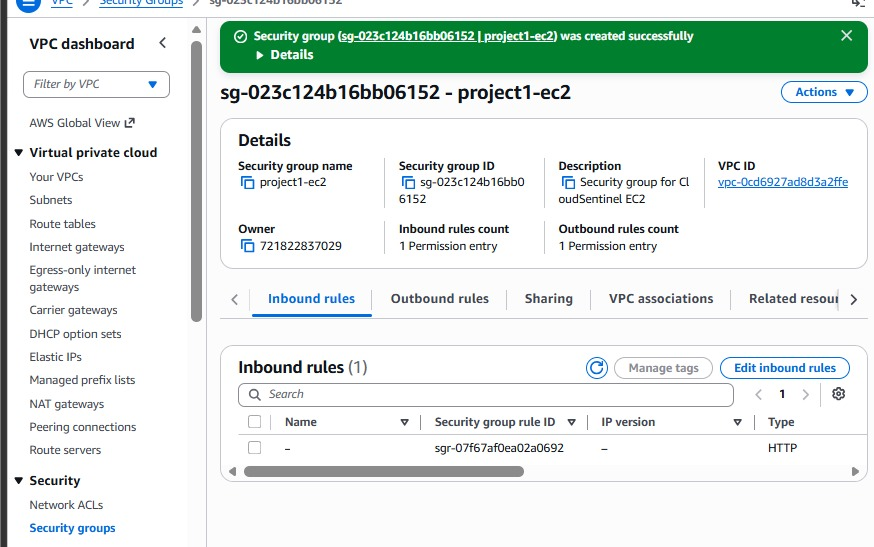 VPC > Security Groups > sg-023c124b16bb06152
Security group (sg-023c124b16bb06152 | project1-ec2) was created successfully
Details
VPC dashboard
Filter by VPC
AWS Global View
Virtual private cloud
Your VPCs
Subnets
Route tables
Internet gateways
Egress-only internet
gateways
Carrier gateways
DHCP option sets
Elastic IPs
Managed prefix lists
NAT gateways
Peering connections
Route servers
Security
Network ACLs
Security groups
sg-023c124b16bb06152 - project1-ec2
Actions
Details
Security group name
project1-ec2
Security group ID
sg-023c124b16bb0
6152
Description
Security group for Cl
oudSentinel EC2
VPC ID
vpc-0cd6927ad8d3a2ffe
Owner
721822837029
Inbound rules count
1 Permission entry
Outbound rules count
1 Permission entry
Inbound rules
Outbound rules
Sharing
VPC associations
Related resour
Inbound rules (1)
Manage tags
Edit inbound rules
Search
1
Name
Security group rule ID
IP version
Type
–
sgr-07f67af0ea02a0692
–
HTTP